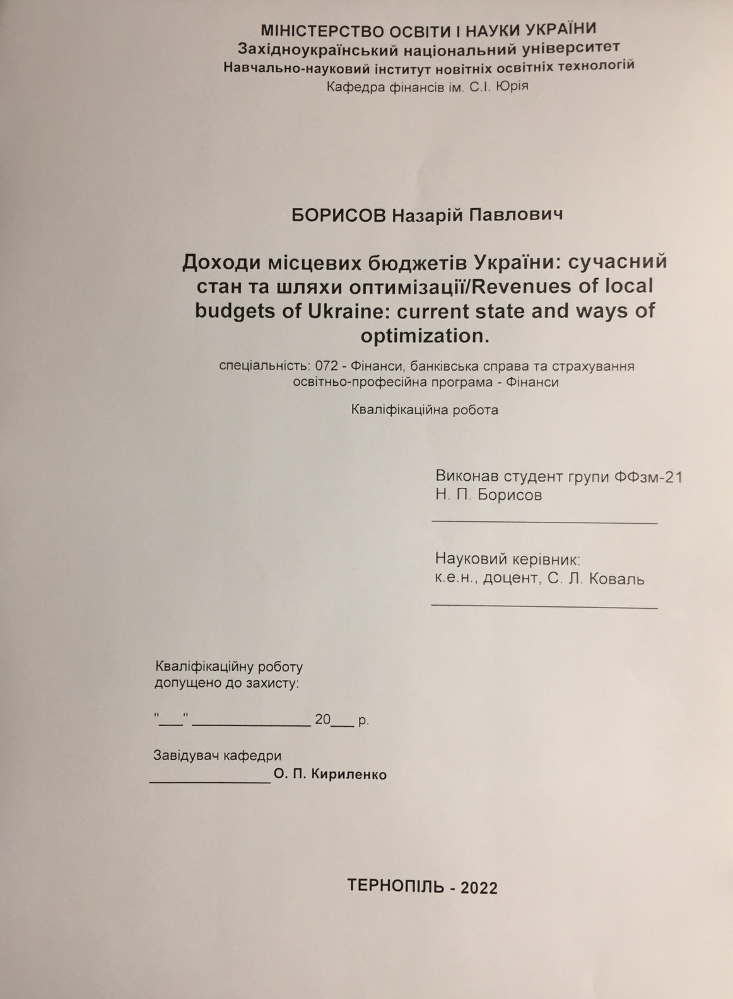 МІНІСТЕРСТВО ОСВІТИ І НАУКИ УКРАЇНИ
Західноукраїнський національний університет
Навчально-науковий інститут новітніх освітніх технологій
Кафедра фінансів ім. С.І. Юрія
БОРИСОВ Назарій Павлович
Доходи місцевих бюджетів України: сучасний
стан та шляхи оптимізації/Revenues of local
budgets of Ukraine: current state and ways of
optimization.
спеціальність: 072 - Фінанси, банківська справа та страхування
освітньо-професійна програма - Фінанси
Кваліфікаційна робота
Виконав студент групи ФФзм-21
Н. П. Борисов
Науковий керівник:
к.е.н., доцент, С. Л. Коваль
Кваліфікаційну роботу
допущено до захисту:
"___" _______________ 20___ р.
Завідувач кафедри
_______________ О. П. Кириленко
ТЕРНОПІЛЬ - 2022